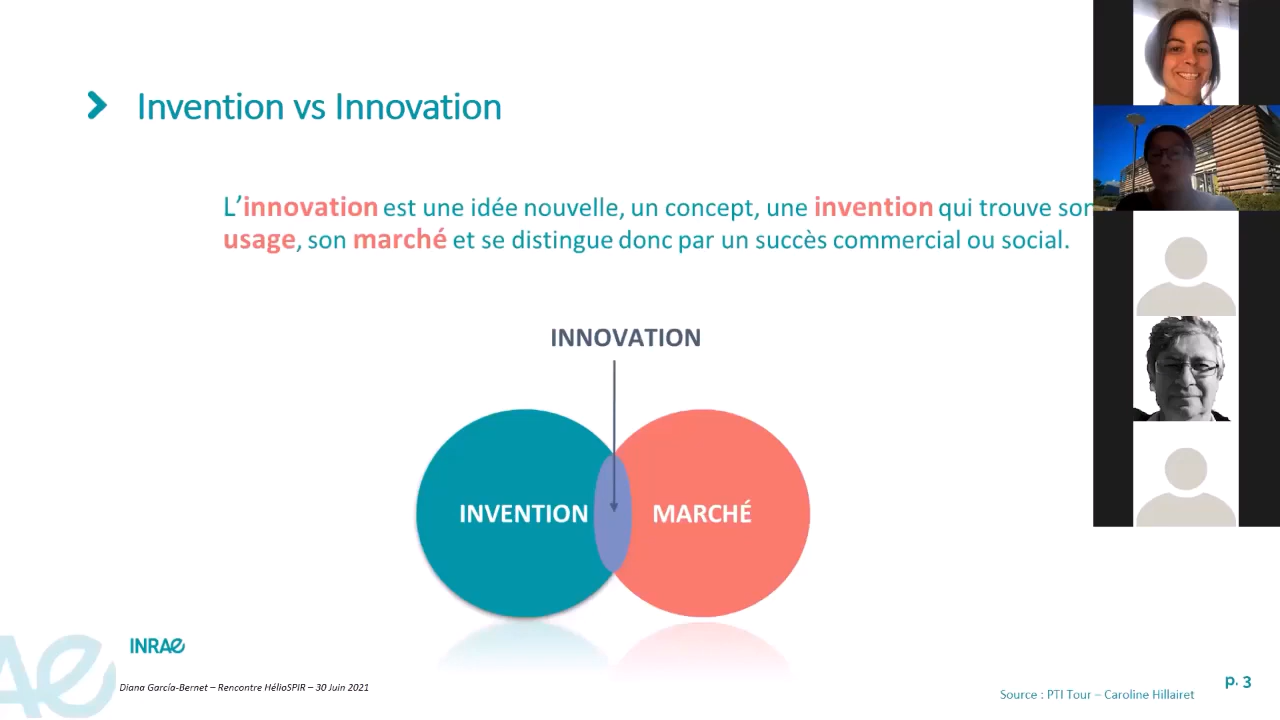 Invention vs Innovation
L'innovation est une idée nouvelle, un concept, une invention qui trouve son
usage, son marché et se distingue donc par un succès commercial ou social.
INNOVATION
INVENTION
MARCHÉ
INRAE
Diana García-Bernet – Rencontre HélioSPIR – 30 Juin 2021
Source : PTI Tour – Caroline Hillairet
p. 3